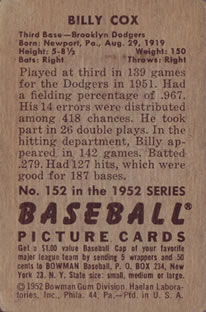 BILLY COX
Third Base—Brooklyn Dodgers
Born: Newport, Pa., Aug. 29, 1919
Height: 5-8½ Weight: 150
Bats: Right Throws: Right
Played at third in 139 games
for the Dodgers in 1951. Had
a fielding percentage of .967.
His 14 errors were distributed
among 418 chances. He took
part in 26 double plays. In the
hitting department, Billy ap-
peared in 142 games. Batted
.279. Had 127 hits, which were
good for 187 bases.
No. 152 in the 1952 SERIES
BASEBALL®
PICTURE CARDS
Get a $1.00 value Baseball Cap of your favorite
major league team by sending 5 wrappers and 50
cents to BOWMAN Baseball, P. O. BOX 234, New
York 23, N. Y. State size: small, medium or large.
©1952 Bowman Gum Division, Haelan Labora-
tories, Inc., Phila. 44, Pa.—Prtd. in U. S. A.